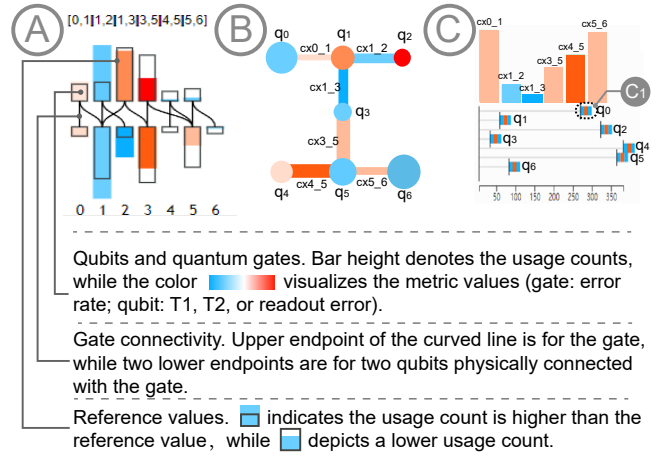 A
[0,1]|[1,2]|[1,3]|[3,5]|[4,5]|[5,6]
0 1 2 3 4 5 6
B
q0
q1
q2
cx0_1
cx1_2
cx1_3
q3
cx3_5
q4
cx4_5
q5
cx5_6
q6
C
cx0_1
cx1_2
cx1_3
cx3_5
cx4_5
cx5_6
C1
q0
q1
q2
q3
q4
q5
q6
50 100 150 200 250 300 350
Qubits and quantum gates. Bar height denotes the usage counts,
while the color visualizes the metric values (gate: error
rate; qubit: T1, T2, or readout error).
Gate connectivity. Upper endpoint of the curved line is for the gate,
while two lower endpoints are for two qubits physically connected
with the gate.
Reference values. indicates the usage count is higher than the
reference value, while depicts a lower usage count.